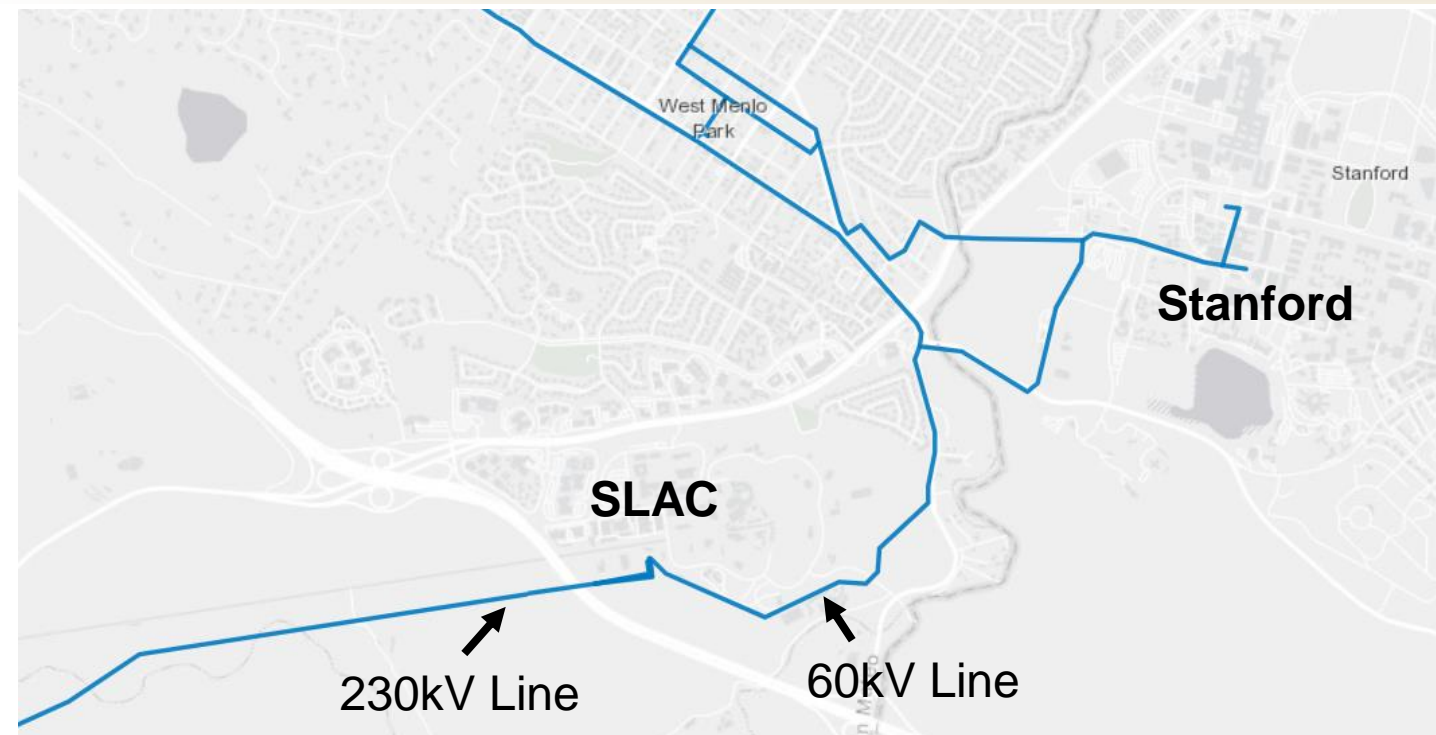 West Menlo
Park
Stanford
Stanford
SLAC
230kV Line
60kV Line